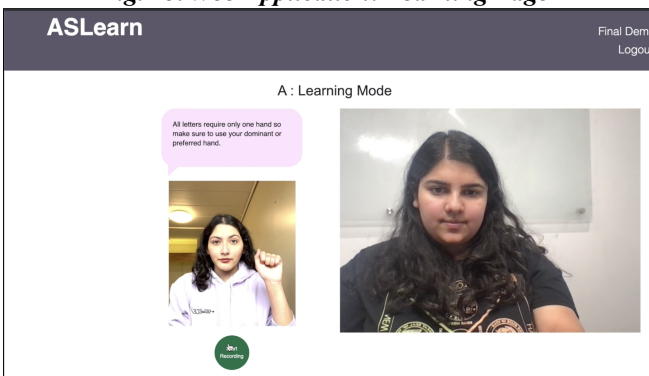 ASLearn
Final Dem
Logou
A : Learning Mode
All letters require only one hand so
make sure to use your dominant or
preferred hand.
Recording